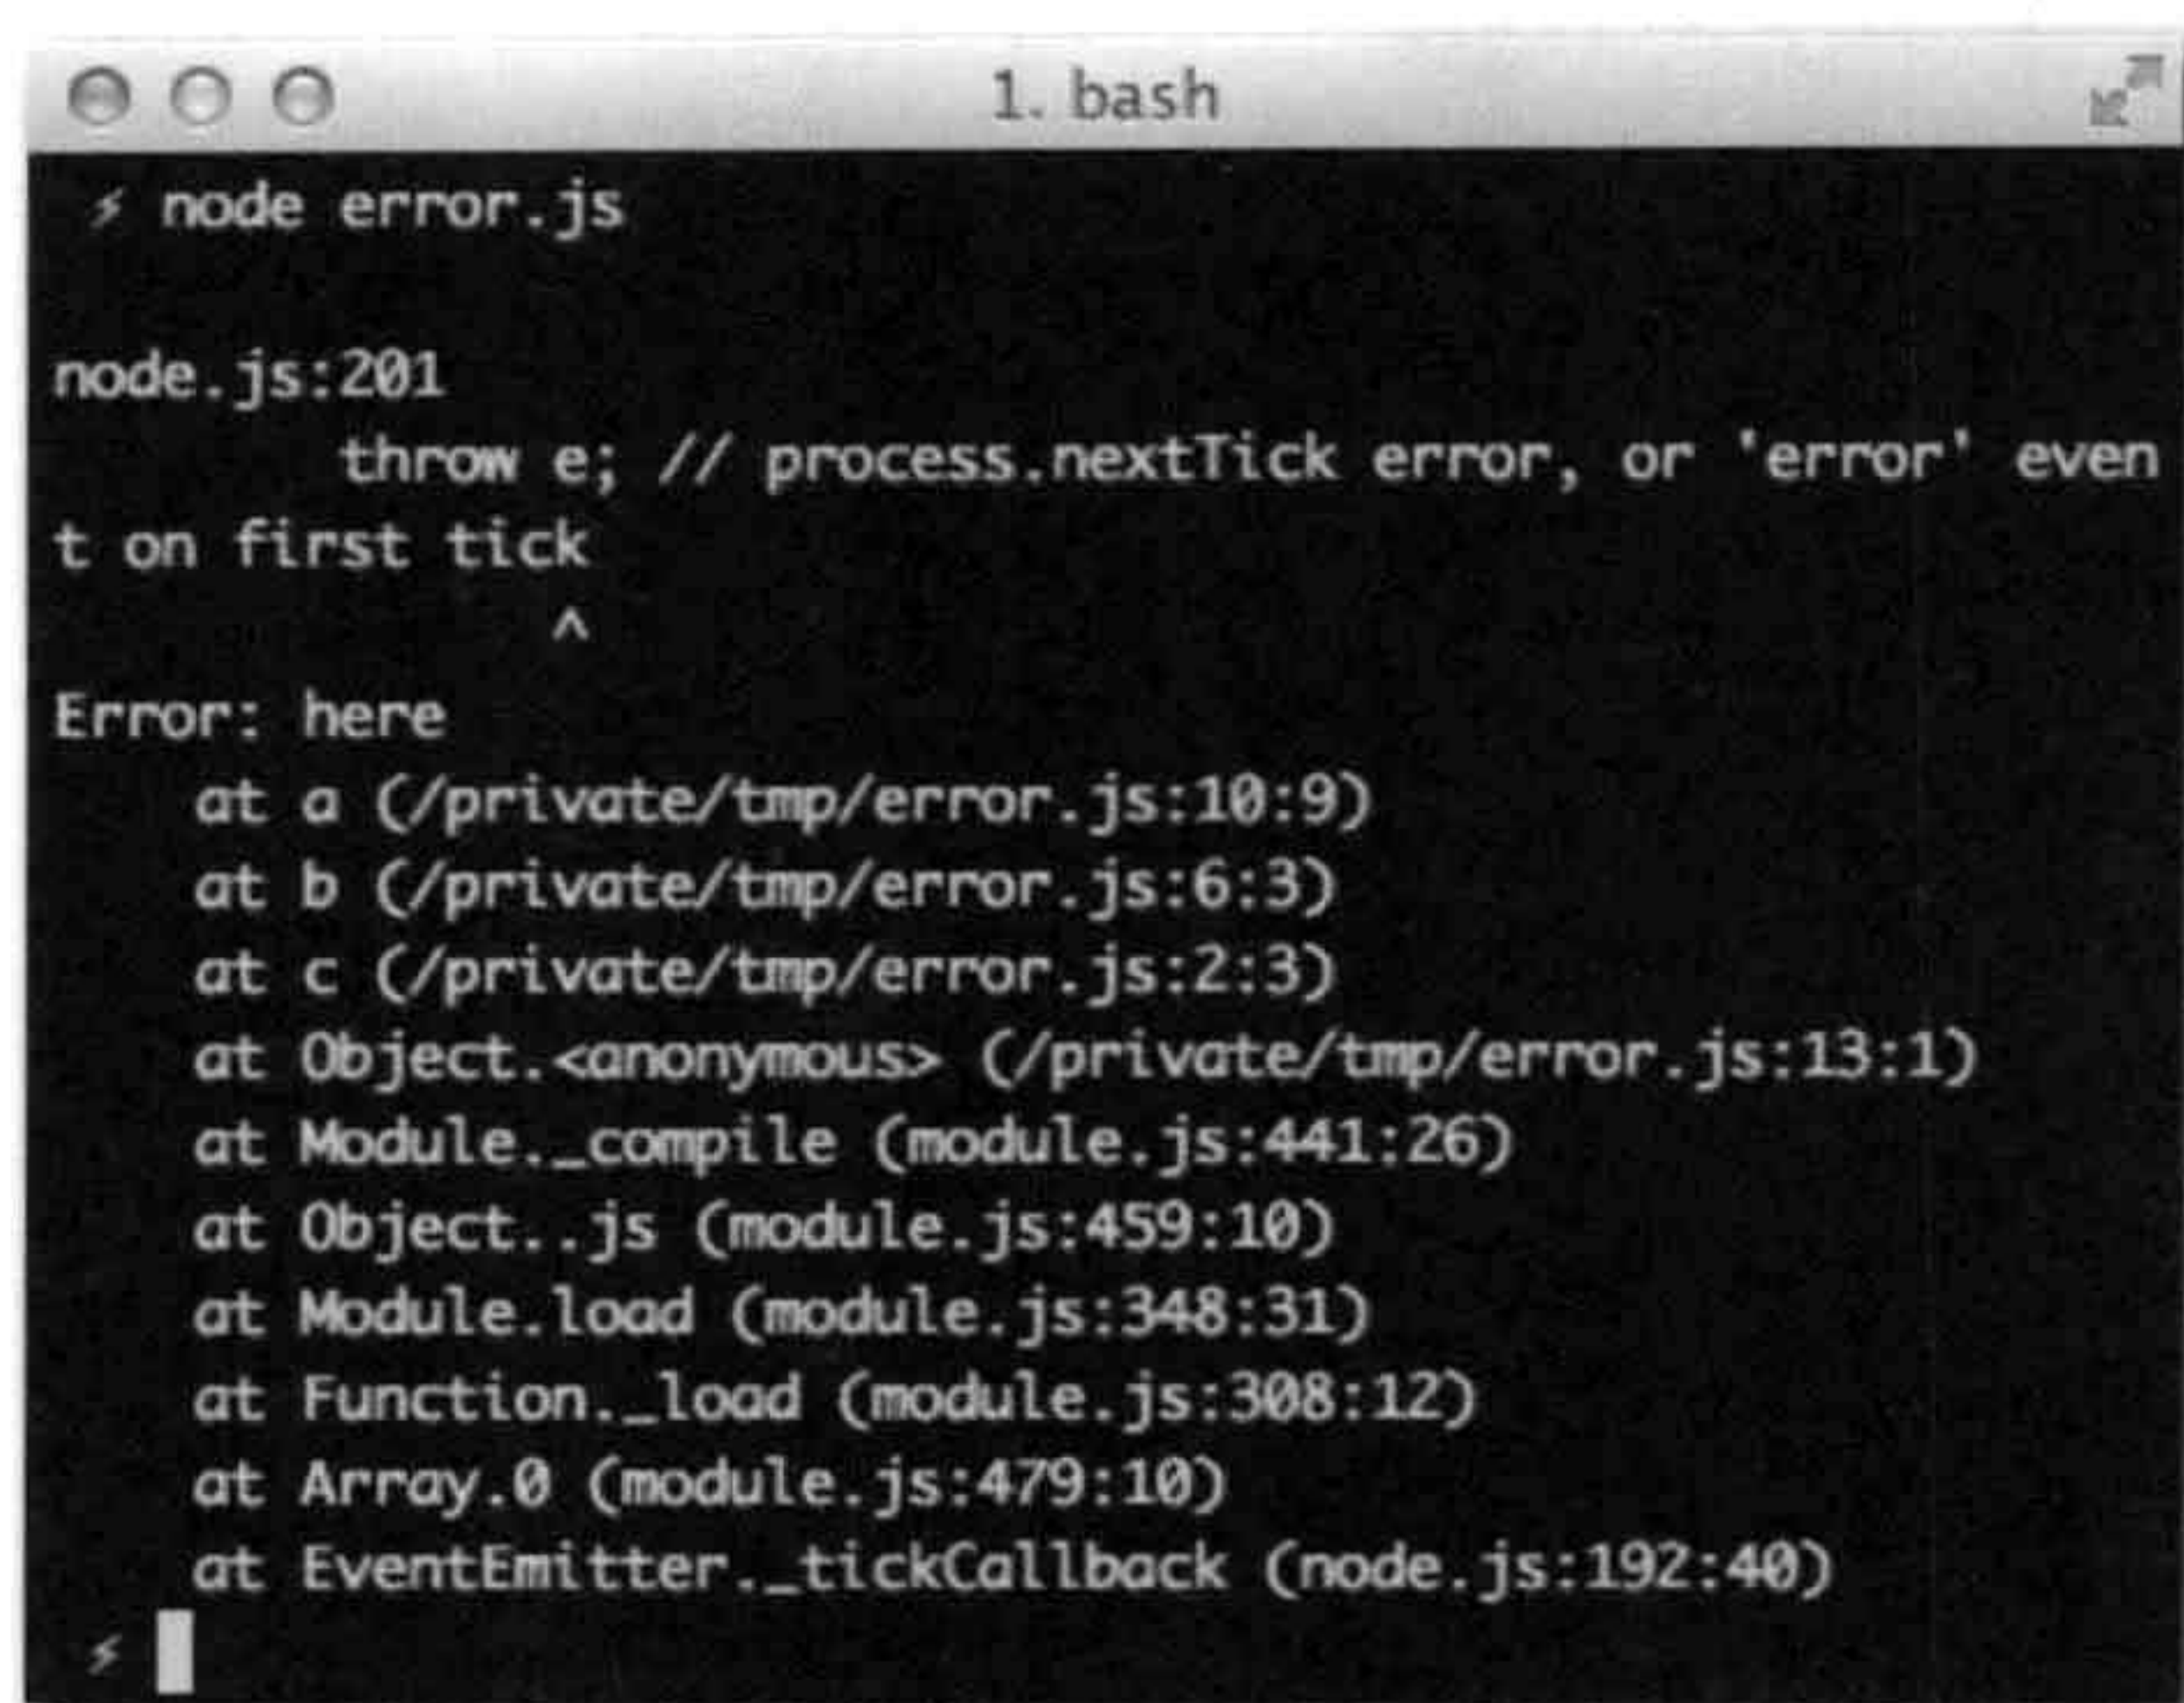 1. bash
⚡ node error.js
node.js:201
        throw e; // process.nextTick error, or 'error' even
t on first tick
              ^
Error: here
    at a (/private/tmp/error.js:10:9)
    at b (/private/tmp/error.js:6:3)
    at c (/private/tmp/error.js:2:3)
    at Object.<anonymous> (/private/tmp/error.js:13:1)
    at Module._compile (module.js:441:26)
    at Object..js (module.js:459:10)
    at Module.load (module.js:348:31)
    at Function._load (module.js:308:12)
    at Array.0 (module.js:479:10)
    at EventEmitter._tickCallback (node.js:192:40)
⚡